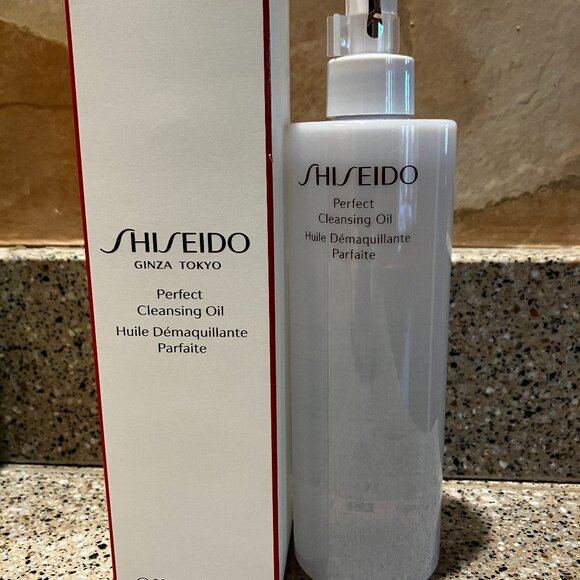 SHISEIDO
GINZA TOKYO
Perfect
Cleansing Oil
Huile Démaquillante
Parfaite
SHISEIDO
Perfect
Cleansing Oil
Huile Démaquillante
Parfaite